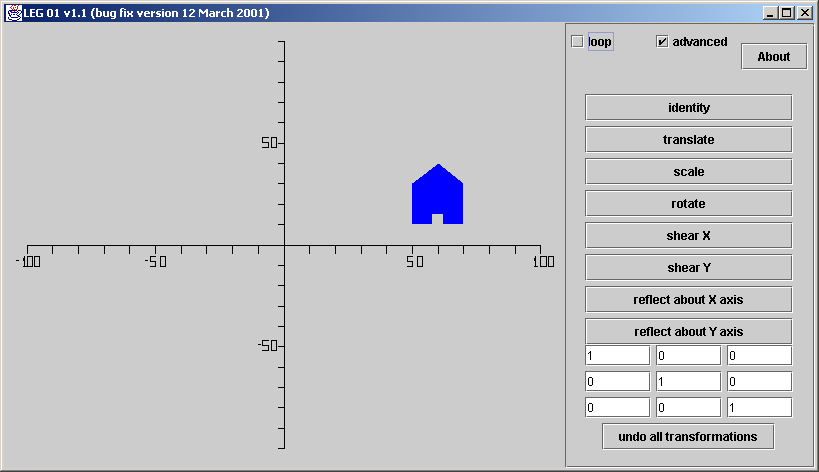 LEG 01 v1.1 (bug fix version 12 March 2001)
loop advanced
About
identity
translate
scale
rotate
shear X
shear Y
reflect about X axis
reflect about Y axis
1 0 0
0 1 0
0 0 1
undo all transformations
50
-100 -50 50 100
-50